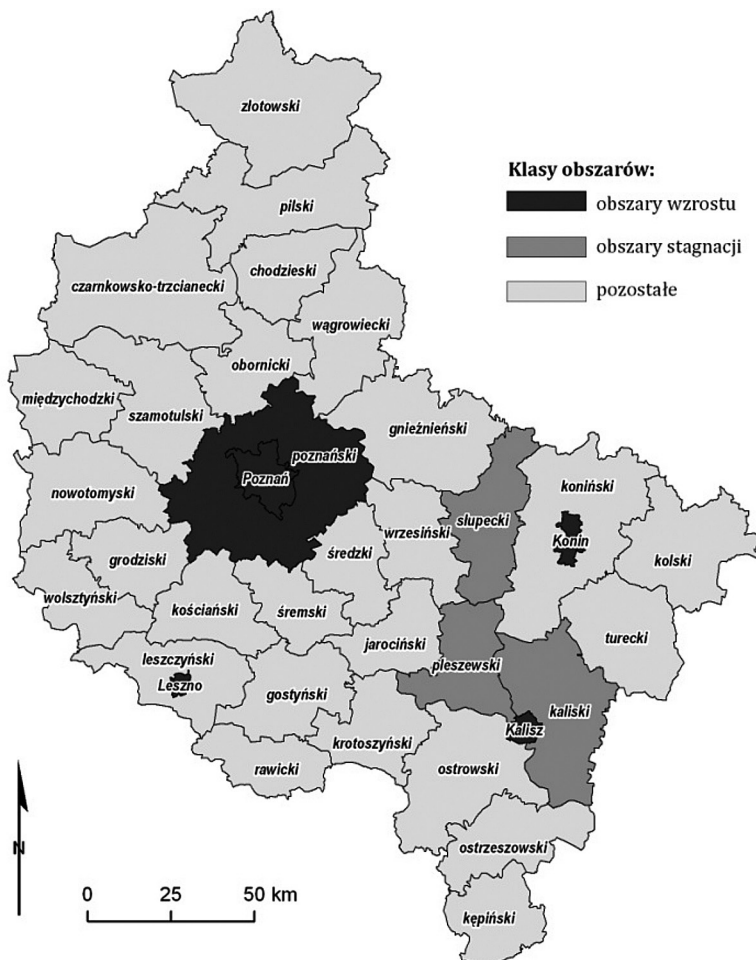 złotowski
Klasy obszarów:
obszary wzrostu
obszary stagnacji
pozostałe
pilski
chodzieski
czarnkowsko-trzcianecki
wągrowiecki
obornicki
międzychodzki
szamotulski
gnieźnieński
poznański
Poznań
nowotomyski
koniński
słupecki
wrzesiński
Konin
kolski
grodziski
średzki
wolsztyński
kościański
śremski
turecki
jarociński
leszczyński
pleszewski
Leszno
gostyński
kaliski
Kalisz
krotoszyński
rawicki
ostrowski
N
ostrzeszowski
0 25 50 km
kępiński